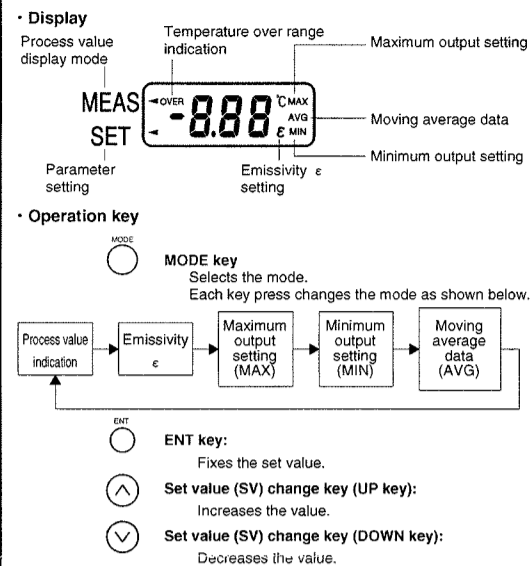 · Display
Process value
display mode
Temperature over range
indication
Maximum output setting
MEAS
SET
OVER
-8.88
°C MAX
AVG
ε MIN
Moving average data
Minimum output setting
Parameter
setting
Emissivity ε
setting
· Operation key
MODE
MODE key
Selects the mode.
Each key press changes the mode as shown below.
Process value
indication
Emissivity
ε
Maximum
output
setting
(MAX)
Minimum
output
setting
(MIN)
Moving
average
data
(AVG)
ENT
ENT key:
Fixes the set value.
Set value (SV) change key (UP key):
Increases the value.
Set value (SV) change key (DOWN key):
Decreases the value.